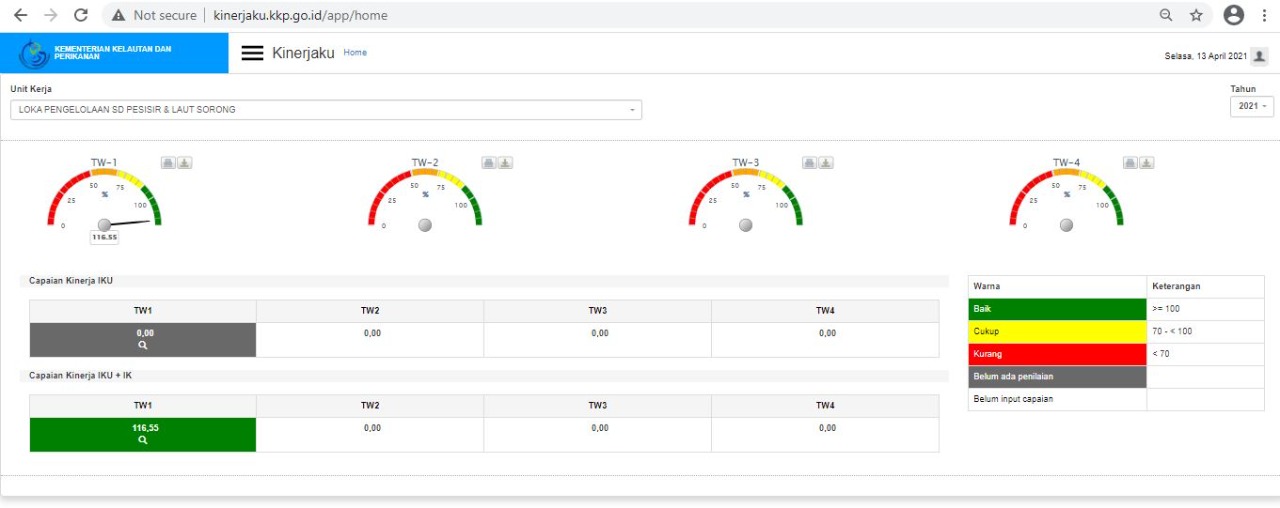 Not secure
kinerjaku.kkp.go.id/app/home
KEMENTERIAN KELAUTAN DAN
PERIKANAN
Kinerjaku
Home
Selasa, 13 April 2021
Unit Kerja
Tahun
LOKA PENGELOLAAN SD PESISIR & LAUT SORONG
2021
TW-1
0
25
50
75
100
%
116.55
TW-2
0
25
50
75
100
%
TW-3
0
25
50
75
100
%
TW-4
0
25
50
75
100
%
Capaian Kinerja IKU
TW1 TW2 TW3 TW4
0,00 0,00 0,00 0,00
Capaian Kinerja IKU + IK
TW1 TW2 TW3 TW4
116,55 0,00 0,00 0,00
Warna Keterangan
Baik >= 100
Cukup 70 - < 100
Kurang < 70
Belum ada penilaian
Belum input capaian